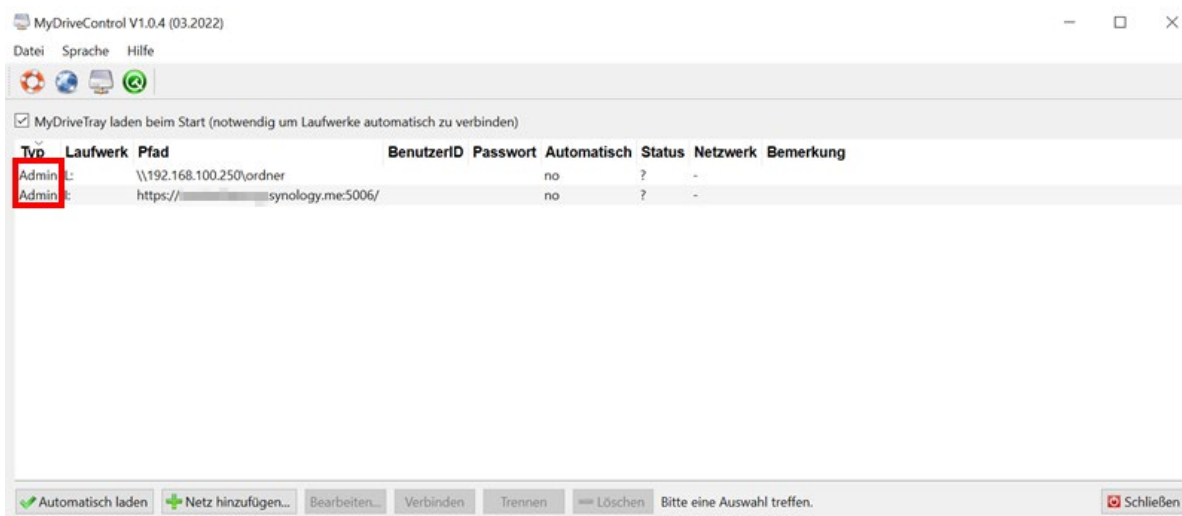 MyDriveControl V1.0.4 (03.2022)
Datei Sprache Hilfe
MyDriveTray laden beim Start (notwendig um Laufwerke automatisch zu verbinden)
Typ Laufwerk Pfad BenutzerID Passwort Automatisch Status Netzwerk Bemerkung
Admin L: \\192.168.100.250\ordner no ? -
Admin I: https:// synology.me:5006/ no ? -
Automatisch laden Netz hinzufügen... Bearbeiten... Verbinden Trennen Löschen Bitte eine Auswahl treffen. Schließen